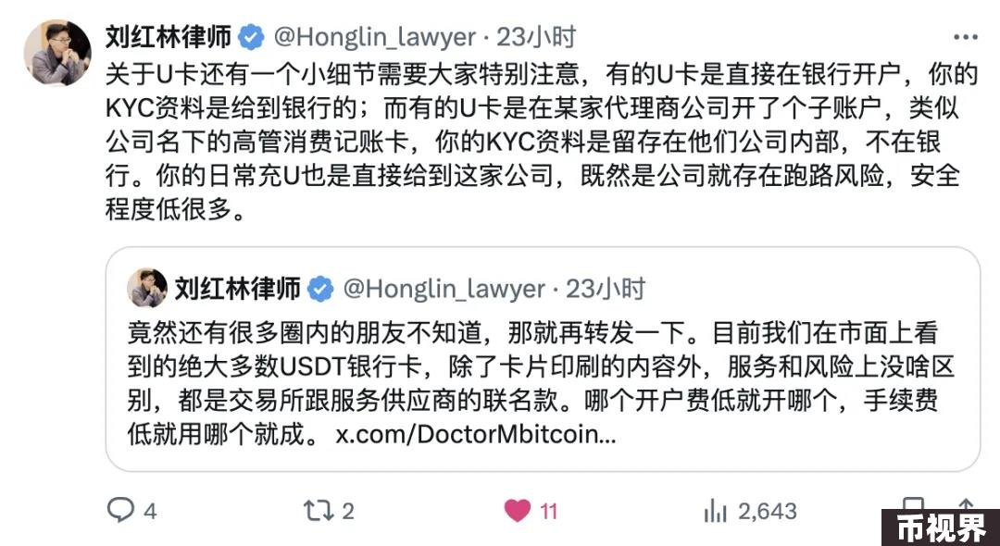 刘红林律师 @Honglin_lawyer · 23小时
关于U卡还有一个小细节需要大家特别注意，有的U卡是直接在银行开户，你的
KYC资料是给到银行的；而有的U卡是在某家代理商公司开了个子账户，类似
公司名下的高管消费记账卡，你的KYC资料是留存在他们公司内部，不在银
行。你的日常充U也是直接给到这家公司，既然是公司就存在跑路风险，安全
程度低很多。
刘红林律师 @Honglin_lawyer · 23小时
竟然还有很多圈内的朋友不知道，那就再转发一下。目前我们在市面上看
到的绝大多数USDT银行卡，除了卡片印刷的内容外，服务和风险上没啥区
别，都是交易所跟服务供应商的联名款。哪个开户费低就开哪个，手续费
低就用哪个就成。 x.com/DoctorMbitcoin...
4 2 11 2,643
币视界